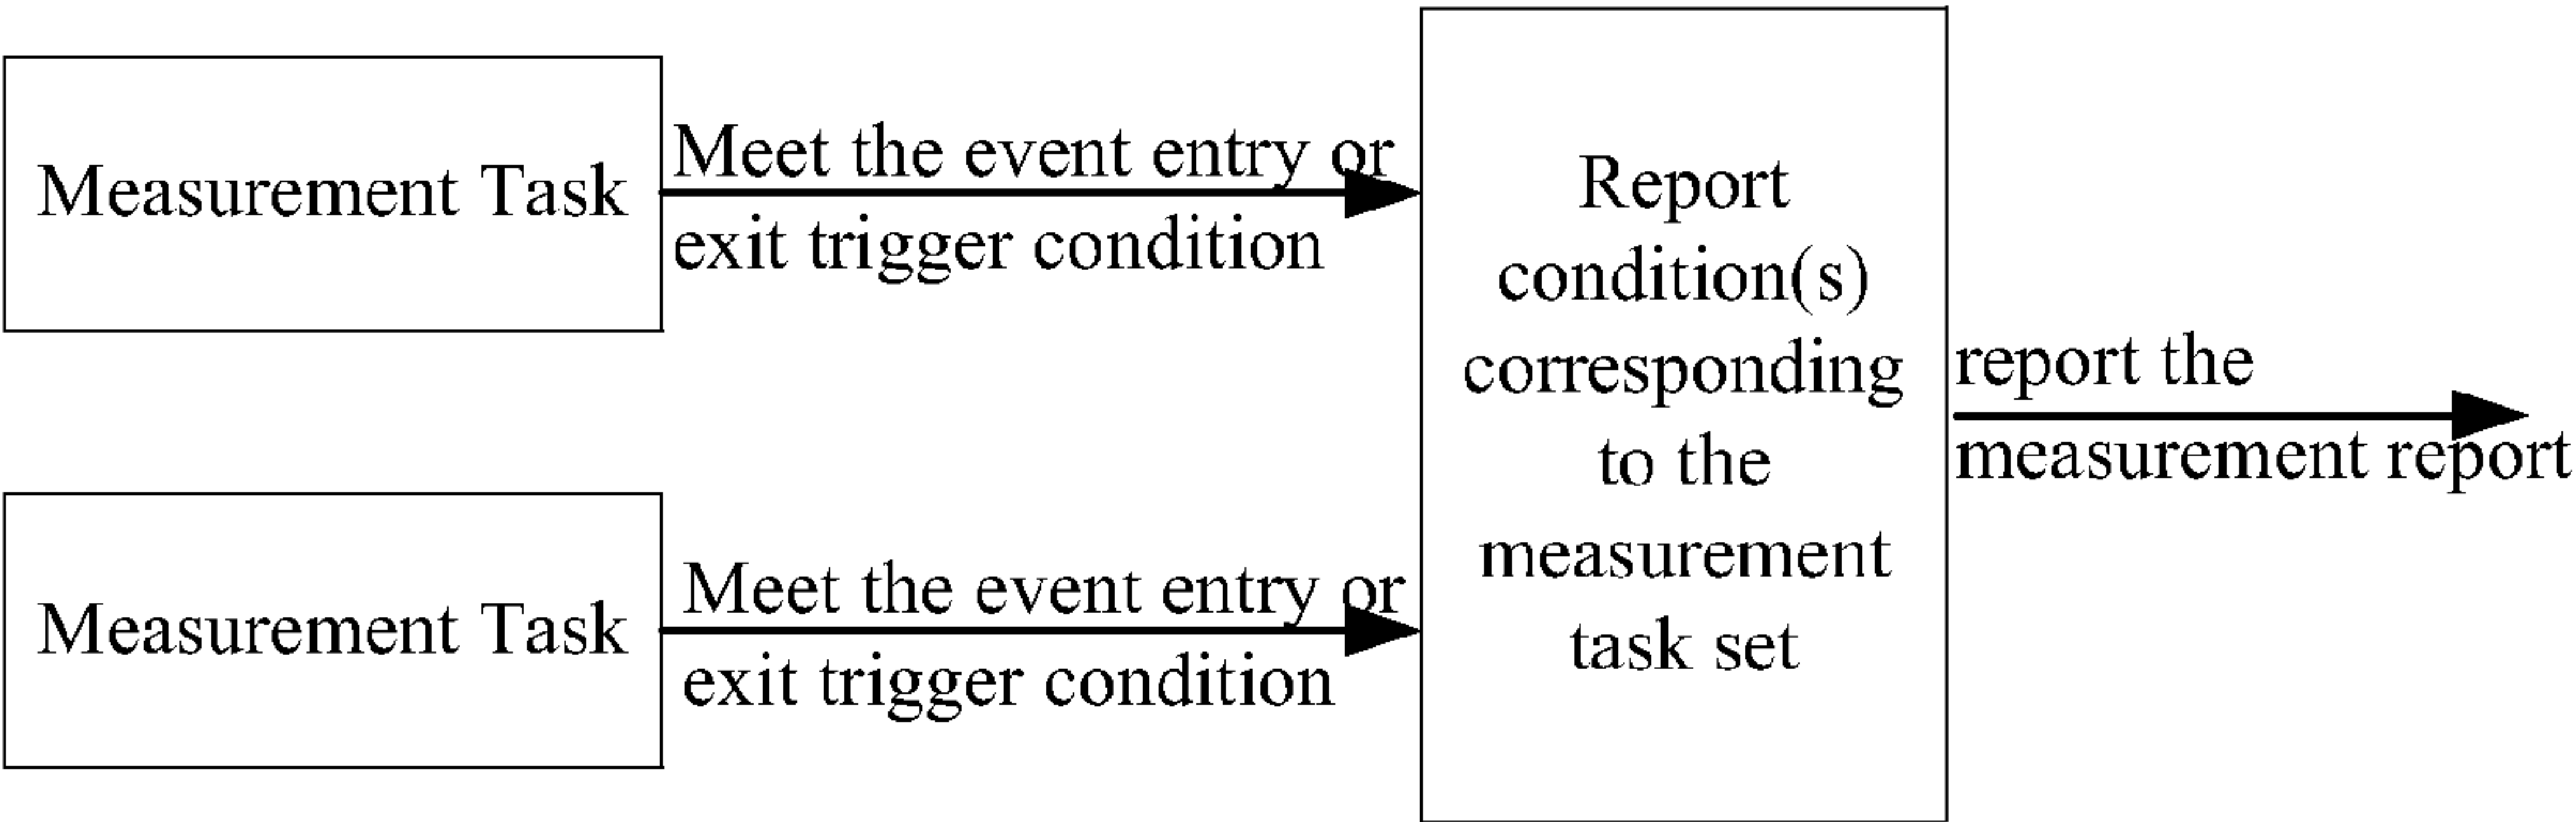 Measurement Task
Meet the event entry or
exit trigger condition
Measurement Task
Meet the event entry or
exit trigger condition
Report
condition(s)
corresponding
to the
measurement
task set
report the
measurement report